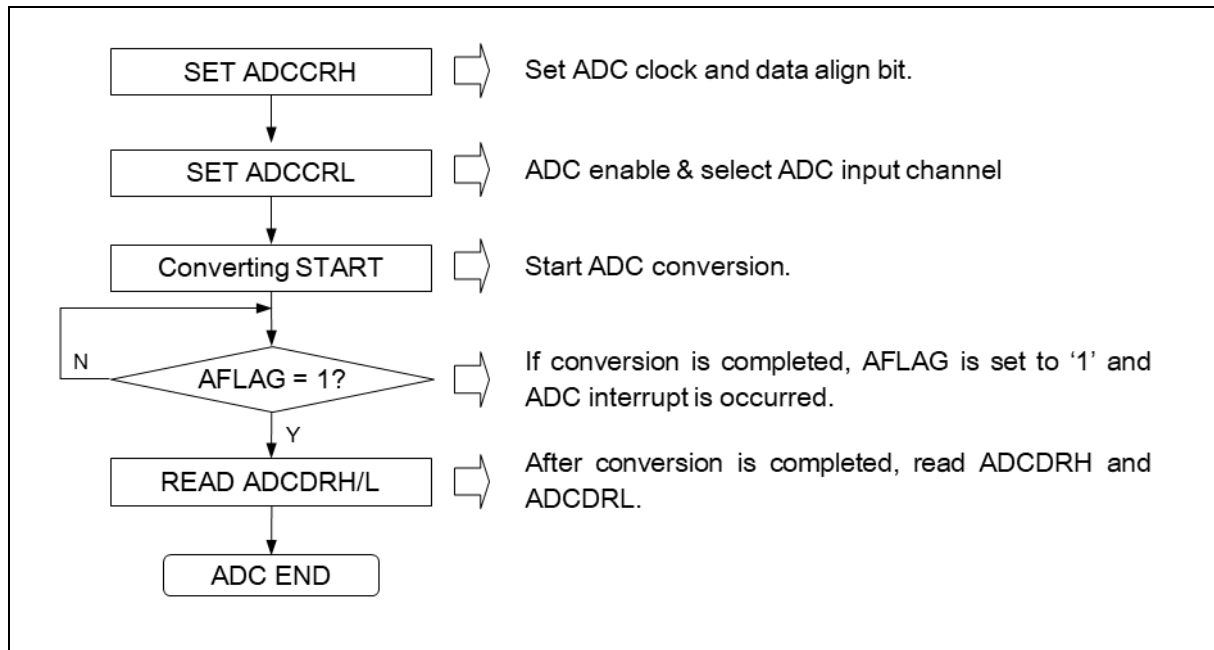 SET ADCCRH
Set ADC clock and data align bit.
SET ADCCRL
ADC enable & select ADC input channel
Converting START
Start ADC conversion.
N
AFLAG = 1?
If conversion is completed, AFLAG is set to ‘1’ and
ADC interrupt is occurred.
Y
READ ADCDRH/L
After conversion is completed, read ADCDRH and
ADCDRL.
ADC END